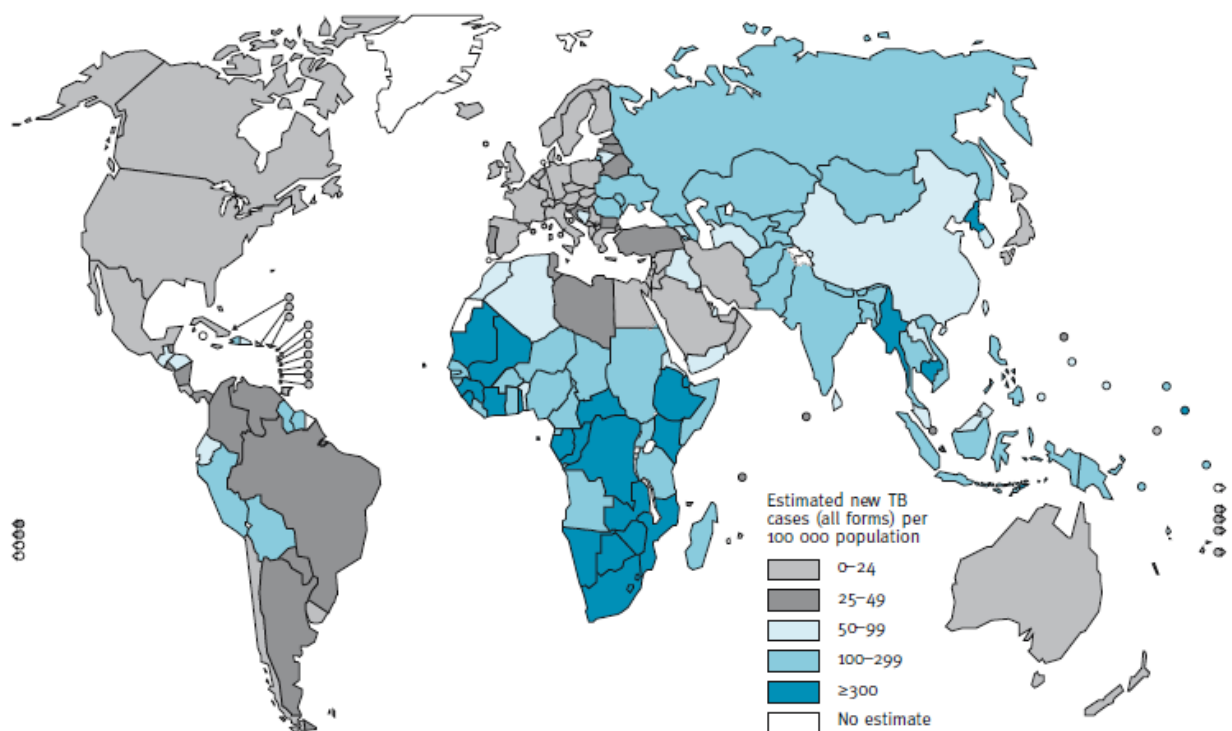 Estimated new TB
cases (all forms) per
100 000 population
0–24
25–49
50–99
100–299
≥300
No estimate